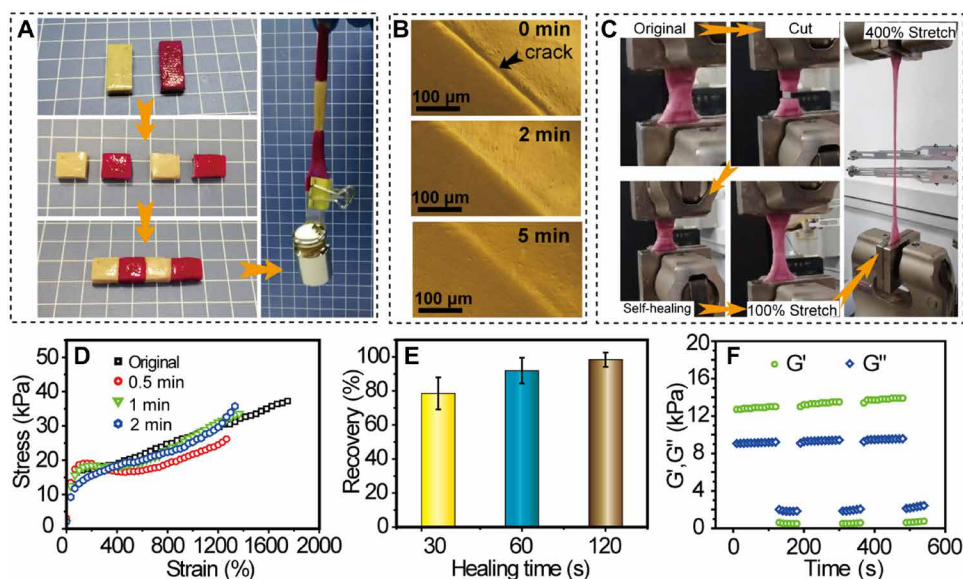 A
B
0 min
crack
100 µm
2 min
100 µm
5 min
100 µm
C
Original
Cut
400% Stretch
Self-healing
100% Stretch
D
Original
0.5 min
1 min
2 min
50
40
30
20
10
0
Stress (kPa)
0 400 800 1200 1600 2000
Strain (%)
E
100
80
60
40
20
0
Recovery (%)
30 60 120
Healing time (s)
F
G' G''
16
12
8
4
0
G',G'' (kPa)
0 200 400 600
Time (s)